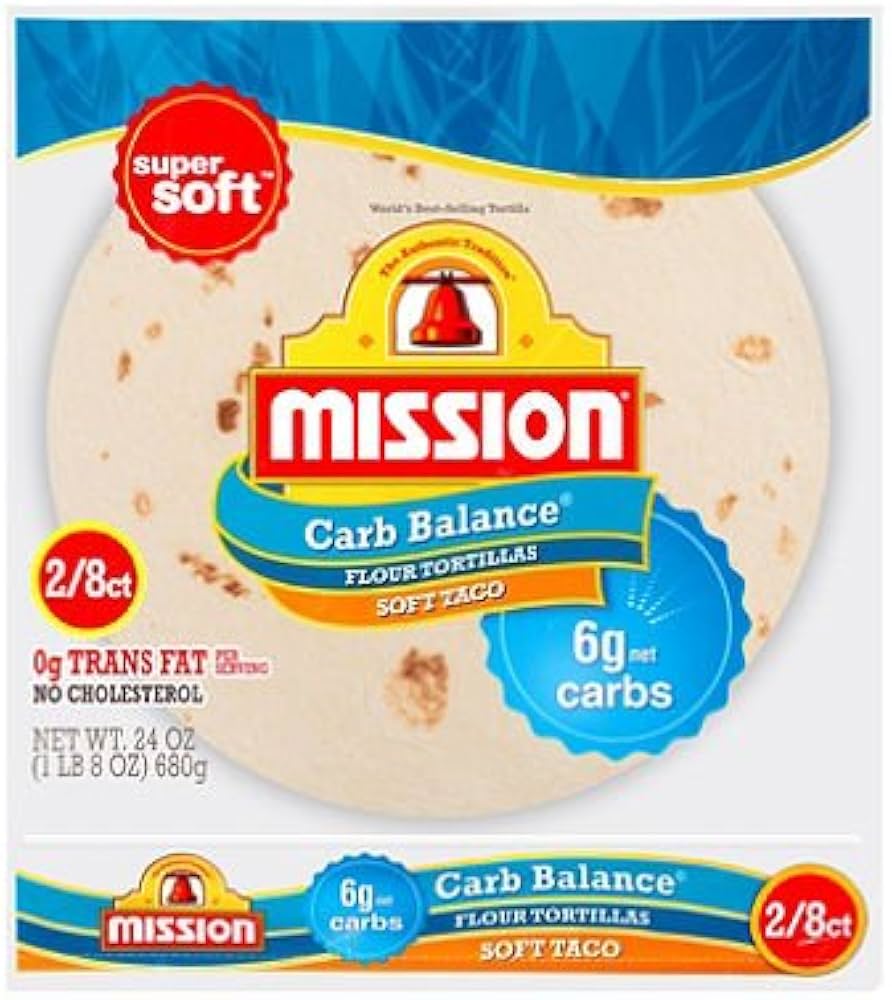 super
soft™
World's Best-Selling Tortilla
The Authentic Tradition™
MISSION®
Carb Balance®
FLOUR TORTILLAS
SOFT TACO
2/8ct
6g net
carbs
0g TRANS FAT PER SERVING
NO CHOLESTEROL
NET WT. 24 OZ
(1 LB 8 OZ) 680g
MISSION
6g net
carbs
Carb Balance®
FLOUR TORTILLAS
SOFT TACO
2/8ct